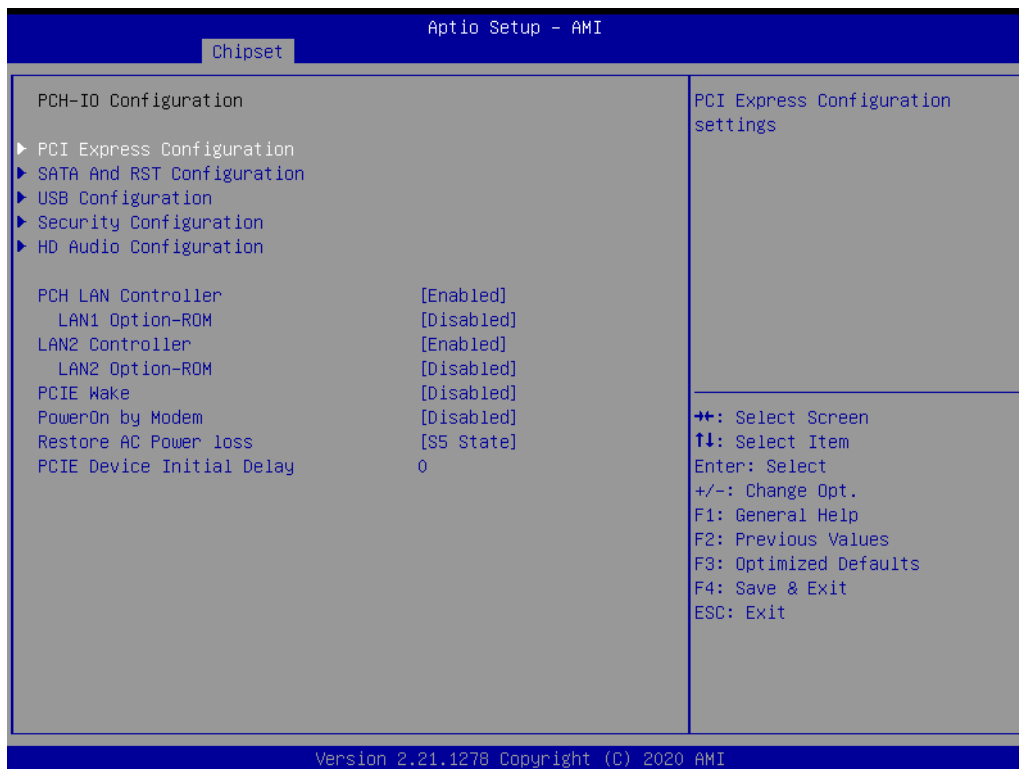 Aptio Setup – AMI
Chipset
PCH-IO Configuration
PCI Express Configuration
SATA And RST Configuration
USB Configuration
Security Configuration
HD Audio Configuration
PCH LAN Controller [Enabled]
LAN1 Option-ROM [Disabled]
LAN2 Controller [Enabled]
LAN2 Option-ROM [Disabled]
PCIE Wake [Disabled]
PowerOn by Modem [Disabled]
Restore AC Power loss [S5 State]
PCIE Device Initial Delay 0
PCI Express Configuration
settings
→←: Select Screen
↑↓: Select Item
Enter: Select
+/-: Change Opt.
F1: General Help
F2: Previous Values
F3: Optimized Defaults
F4: Save & Exit
ESC: Exit
Version 2.21.1278 Copyright (C) 2020 AMI